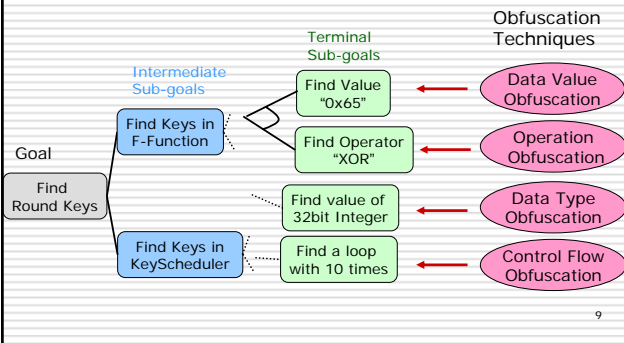 Obfuscation
Techniques
Terminal
Sub-goals
Intermediate
Sub-goals
Goal
Find
Round Keys
Find Keys in
F-Function
Find Keys in
KeyScheduler
Find Value
“0x65”
Find Operator
“XOR”
Find value of
32bit Integer
Find a loop
with 10 times
Data Value
Obfuscation
Operation
Obfuscation
Data Type
Obfuscation
Control Flow
Obfuscation
9